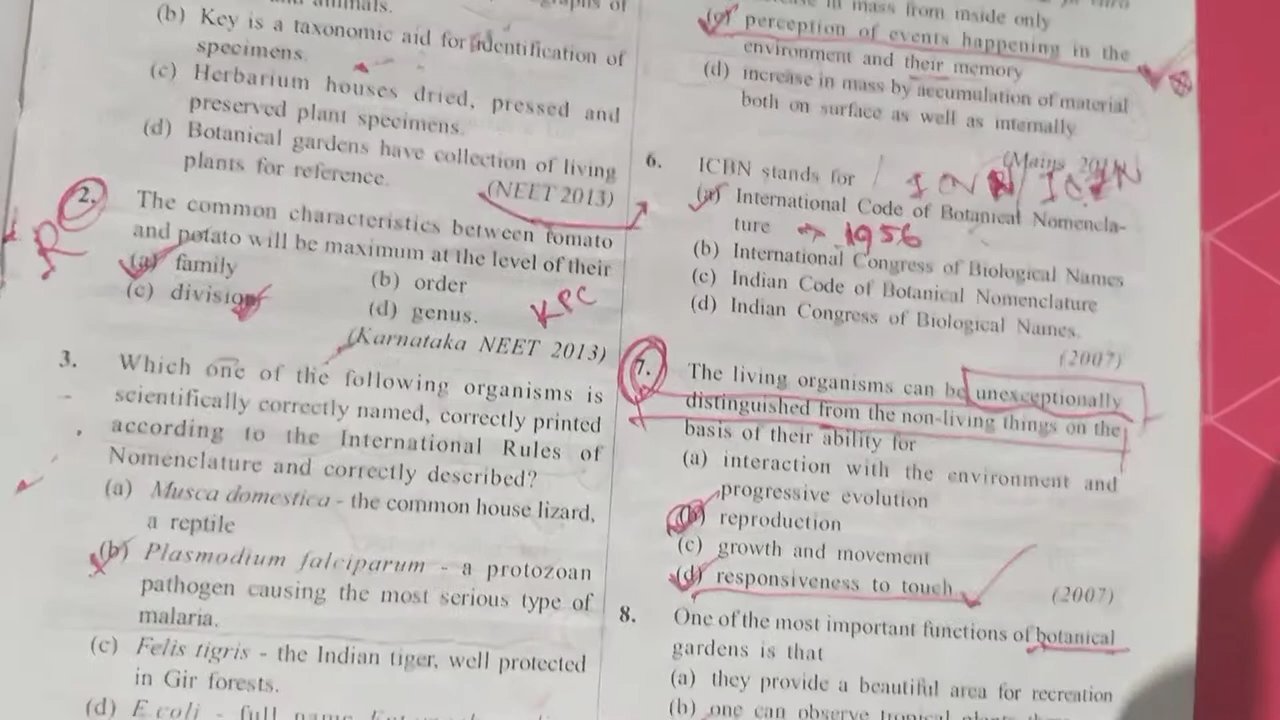 animals.
(b) Key is a taxonomic aid for identification of
specimens.
(c) Herbarium houses dried, pressed and
preserved plant specimens.
(d) Botanical gardens have collection of living
plants for reference.
(NEET 2013)
2. The common characteristics between tomato
and potato will be maximum at the level of their
(a) family
(b) order
(c) division
(d) genus.
KPC
(Karnataka NEET 2013)
3. Which one of the following organisms is
scientifically correctly named, correctly printed
according to the International Rules of
Nomenclature and correctly described?
(a) Musca domestica - the common house lizard,
a reptile
(b) Plasmodium falciparum - a protozoan
pathogen causing the most serious type of
malaria.
(c) Felis tigris - the Indian tiger, well protected
in Gir forests.
(d) E.coli - full name
in mass from inside only
(c) perception of events happening in the
environment and their memory
(d) increase in mass by accumulation of material
both on surface as well as internally
(Mains
6. ICBN stands for
(a) International Code of Botanical Nomencla-
ture → 1956
(b) International Congress of Biological Names
(c) Indian Code of Botanical Nomenclature
(d) Indian Congress of Biological Names.
(2007)
7. The living organisms can be unexceptionally
distinguished from the non-living things on the
basis of their ability for
(a) interaction with the environment and
progressive evolution
(b) reproduction
(c) growth and movement
(d) responsiveness to touch
(2007)
8. One of the most important functions of botanical
gardens is that
(a) they provide a beautiful area for recreation
(b) one can observe tropical plants